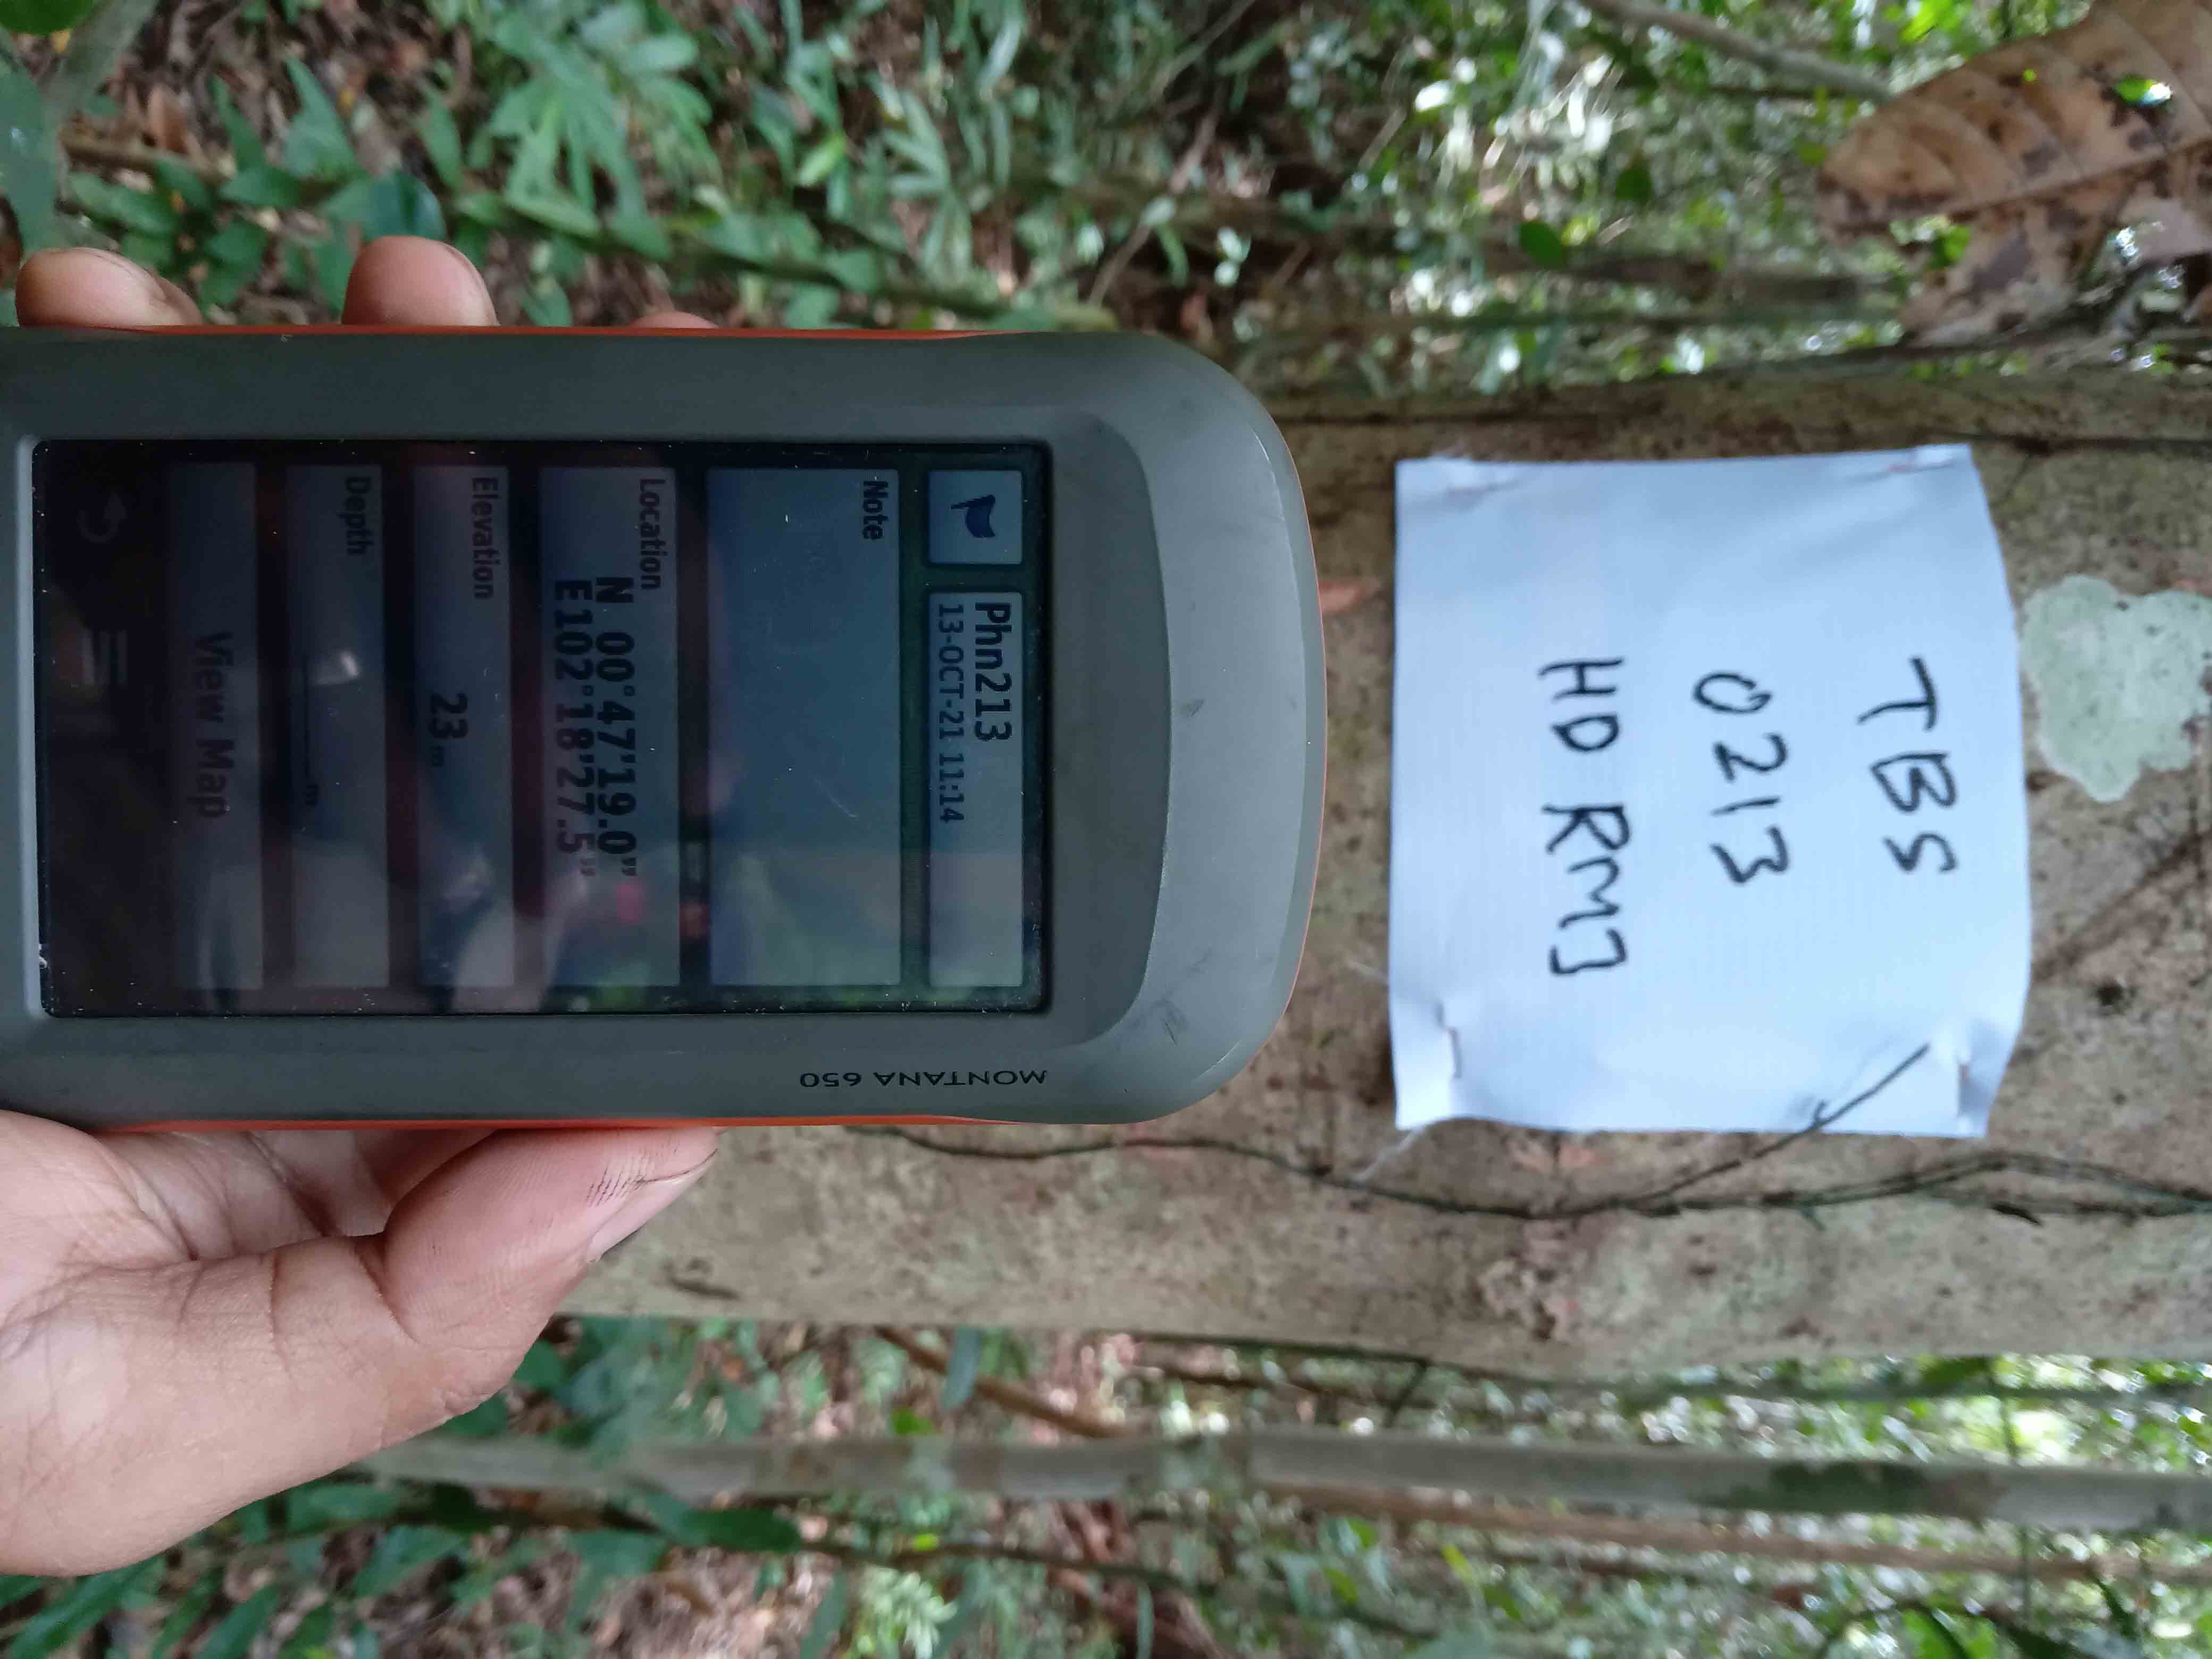 TBS
0213
HD RMJ
MONTANA 650
Phn213
13-OCT-21 11:14
Note
Location
N 00°47'19.0"
E102°18'27.5"
Elevation
23m
Depth
_____m
View Map